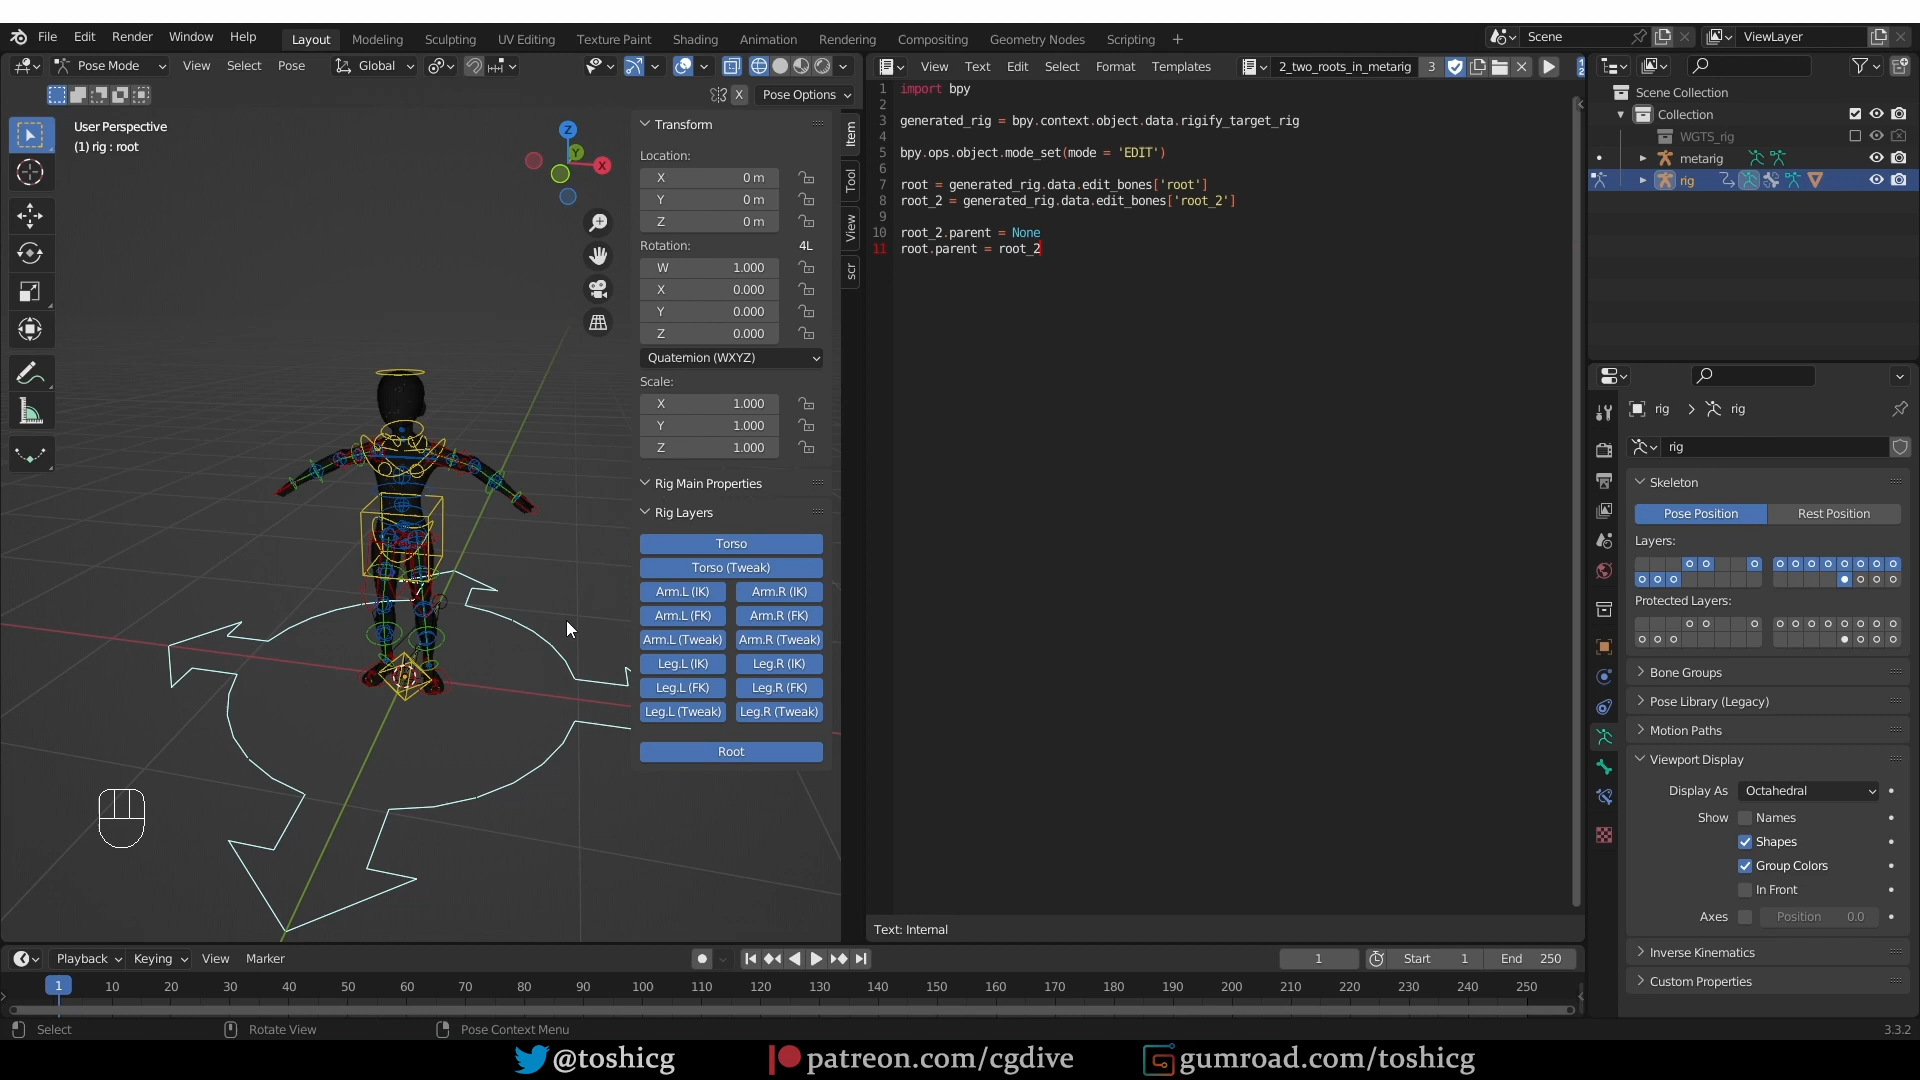 File Edit Render Window Help Layout Modeling Sculpting UV Editing Texture Paint Shading Animation Rendering Compositing Geometry Nodes Scripting + Scene ViewLayer
Pose Mode View Select Pose Global
X Pose Options
User Perspective
(1) rig : root
Z
Y
X
Transform
Location:
X 0 m
Y 0 m
Z 0 m
Rotation: 4L
W 1.000
X 0.000
Y 0.000
Z 0.000
Quaternion (WXYZ)
Scale:
X 1.000
Y 1.000
Z 1.000
Rig Main Properties
Rig Layers
Torso
Torso (Tweak)
Arm.L (IK) Arm.R (IK)
Arm.L (FK) Arm.R (FK)
Arm.L (Tweak) Arm.R (Tweak)
Leg.L (IK) Leg.R (IK)
Leg.L (FK) Leg.R (FK)
Leg.L (Tweak) Leg.R (Tweak)
Root
Item
Tool
View
scr
View Text Edit Select Format Templates 2_two_roots_in_metarig 3
1 import bpy
2
3 generated_rig = bpy.context.object.data.rigify_target_rig
4
5 bpy.ops.object.mode_set(mode = 'EDIT')
6
7 root = generated_rig.data.edit_bones['root']
8 root_2 = generated_rig.data.edit_bones['root_2']
9
10 root_2.parent = None
11 root.parent = root_2
Text: Internal
Scene Collection
Collection
WGTS_rig
metarig
rig
rig > rig
rig
Skeleton
Pose Position Rest Position
Layers:
Protected Layers:
Bone Groups
Pose Library (Legacy)
Motion Paths
Viewport Display
Display As Octahedral
Show Names
Shapes
Group Colors
In Front
Axes Position 0.0
Inverse Kinematics
Custom Properties
Playback Keying View Marker 1 Start 1 End 250
1 10 20 30 40 50 60 70 80 90 100 110 120 130 140 150 160 170 180 190 200 210 220 230 240 250
Select Rotate View Pose Context Menu 3.3.2
@toshicg patreon.com/cgdive gumroad.com/toshicg